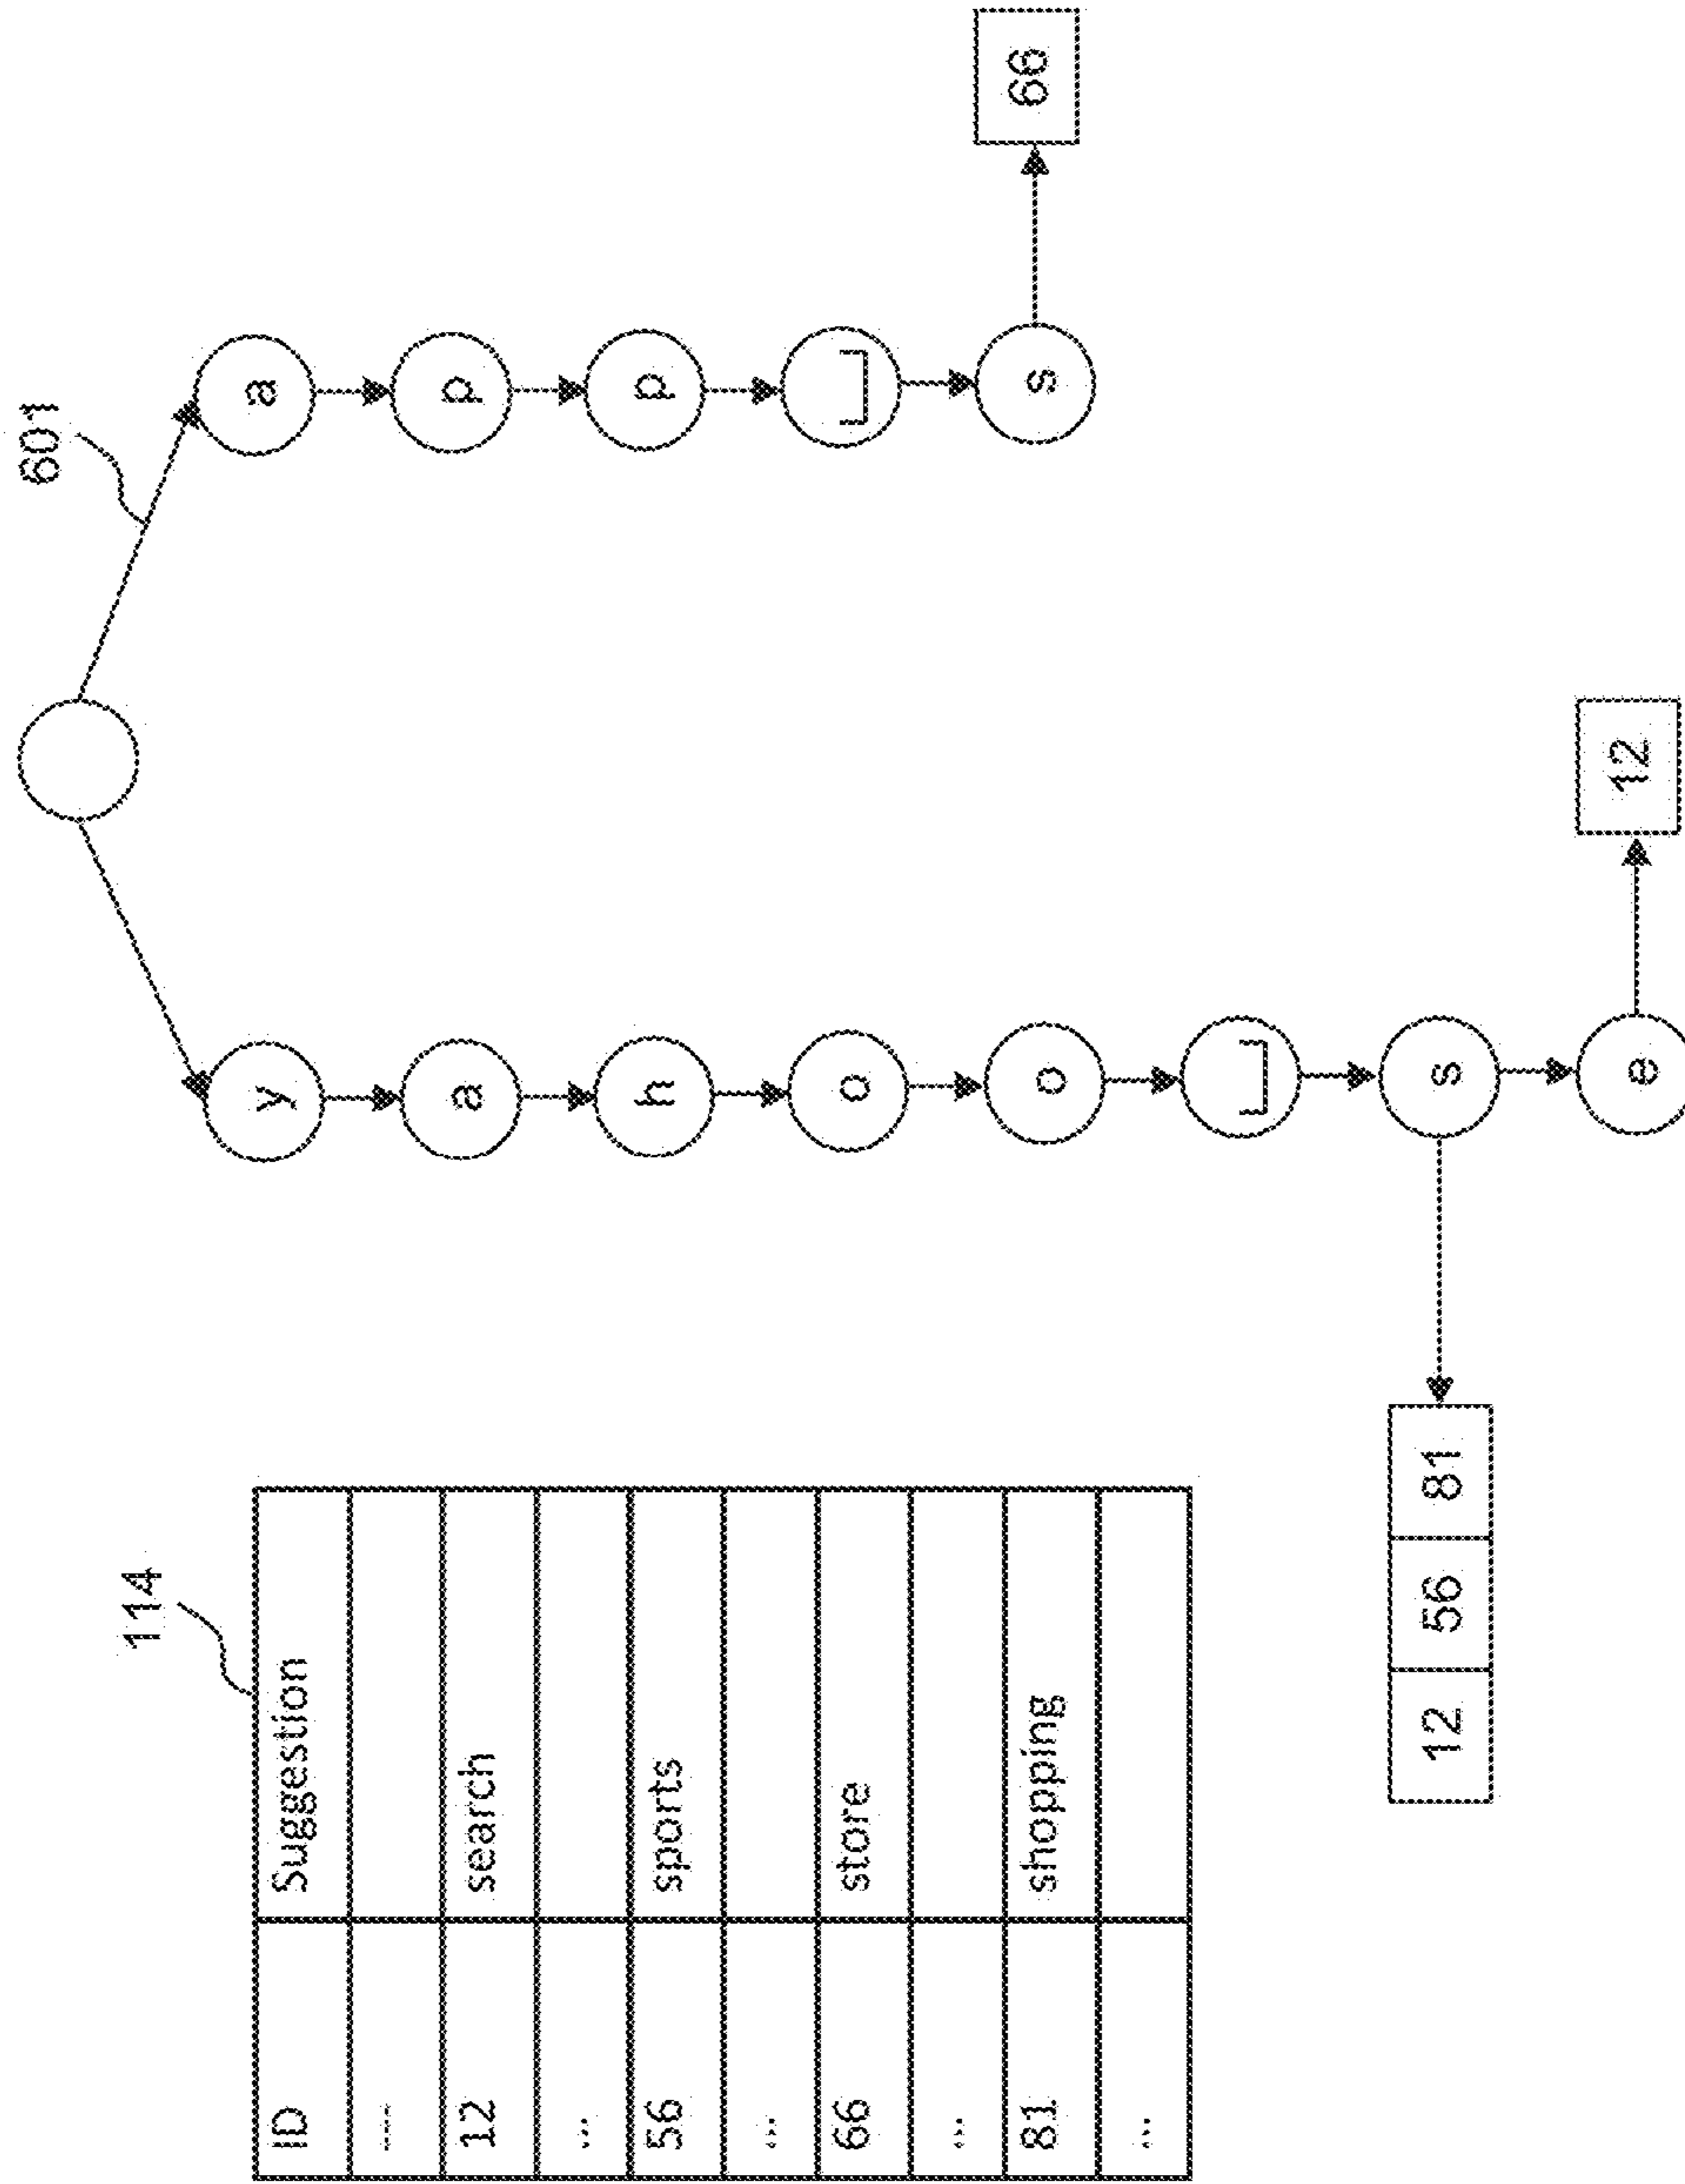 114
ID Suggestion
---
12 search
...
56 sports
...
66 store
...
81 shopping
...
601
y
a
h
o
o
␣
s
e
12 56 81
12
a
p
p
␣
s
66